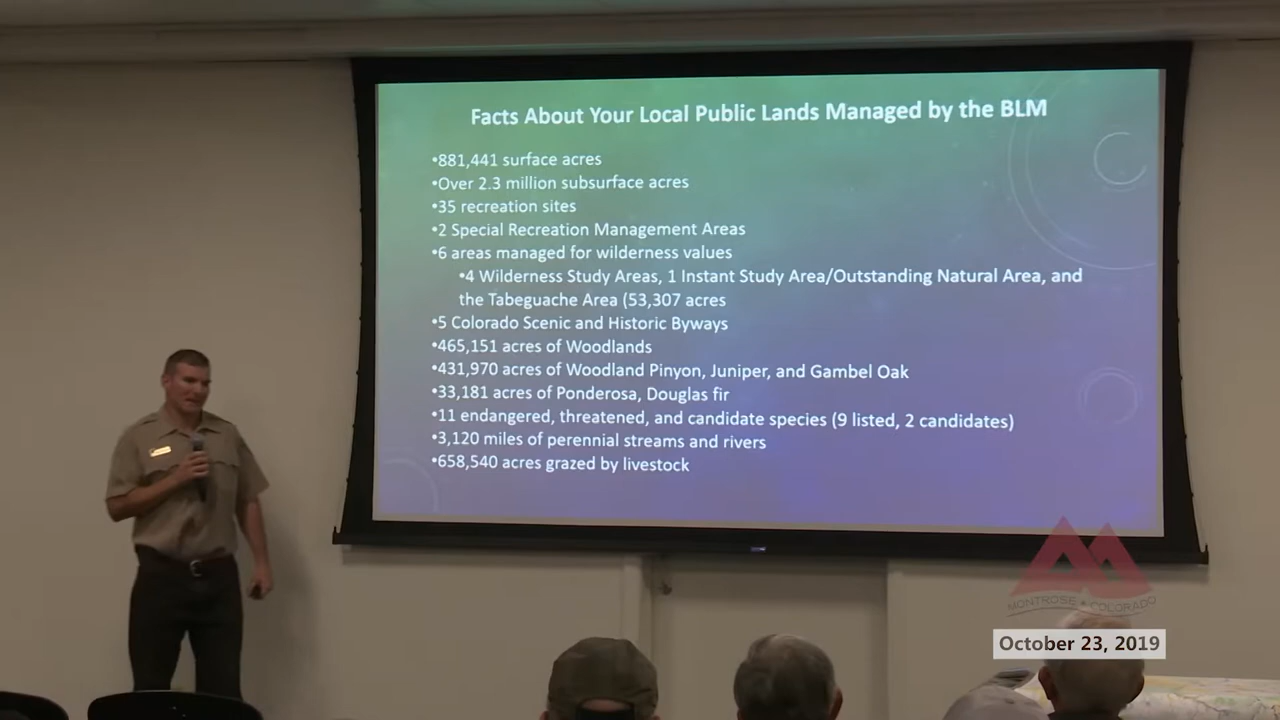 Facts About Your Local Public Lands Managed by the BLM
•881,441 surface acres
•Over 2.3 million subsurface acres
•35 recreation sites
•2 Special Recreation Management Areas
•6 areas managed for wilderness values
•4 Wilderness Study Areas, 1 Instant Study Area/Outstanding Natural Area, and
the Tabeguache Area (53,307 acres
•5 Colorado Scenic and Historic Byways
•465,151 acres of Woodlands
•431,970 acres of Woodland Pinyon, Juniper, and Gambel Oak
•33,181 acres of Ponderosa, Douglas fir
•11 endangered, threatened, and candidate species (9 listed, 2 candidates)
•3,120 miles of perennial streams and rivers
•658,540 acres grazed by livestock
MONTROSE • COLORADO
October 23, 2019